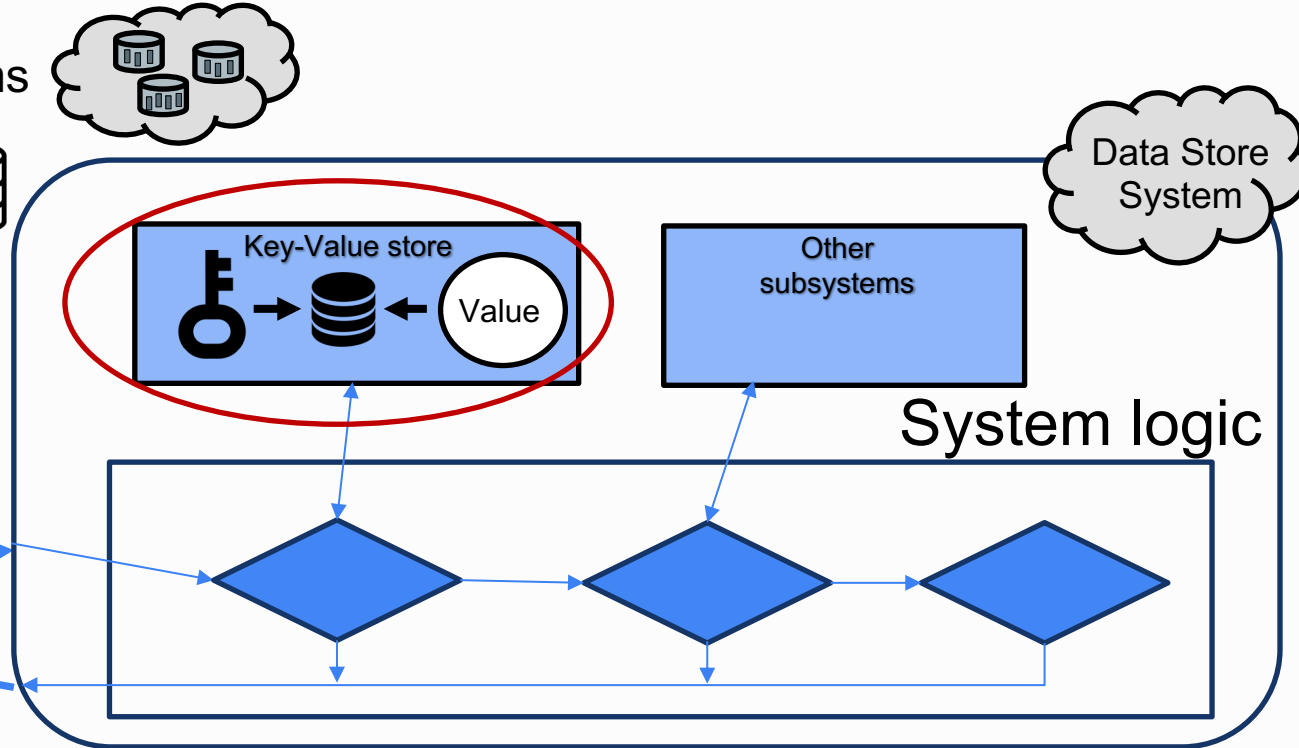 Data Store
System
Key-Value store
Value
Other
subsystems
System logic